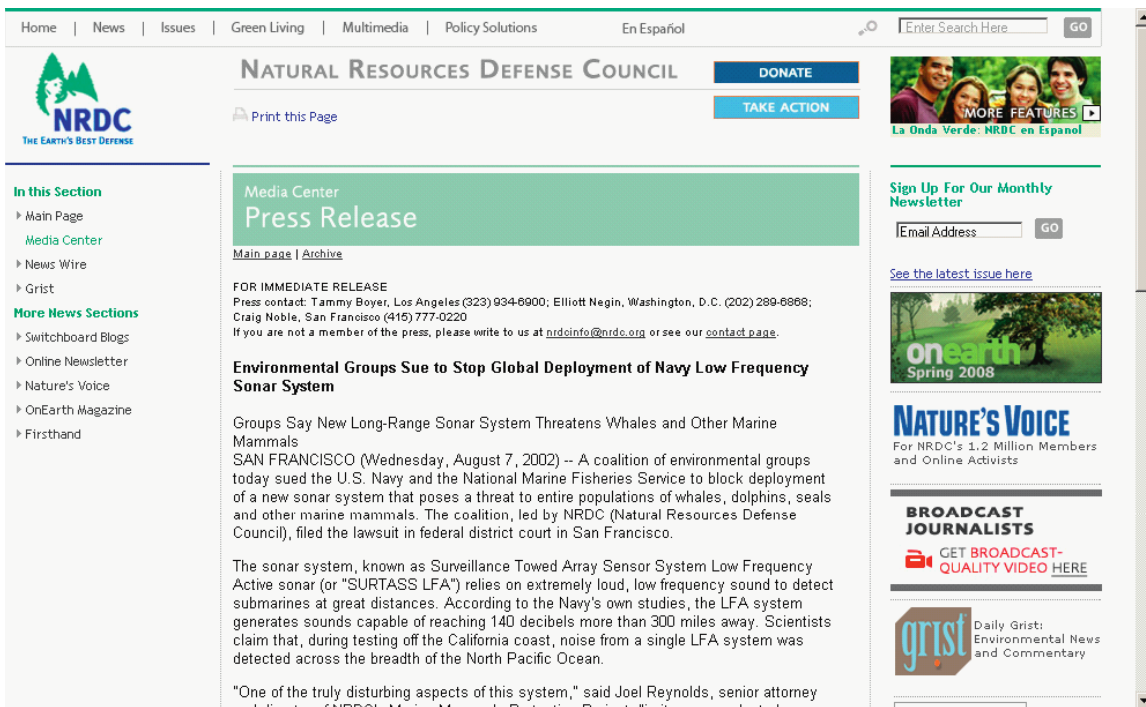 Home | News | Issues | Green Living | Multimedia | Policy Solutions En Español Enter Search Here GO
NRDC
THE EARTH'S BEST DEFENSE
NATURAL RESOURCES DEFENSE COUNCIL
Print this Page
DONATE
TAKE ACTION
MORE FEATURES
La Onda Verde: NRDC en Espanol
In this Section
Main Page
Media Center
News Wire
Grist
More News Sections
Switchboard Blogs
Online Newsletter
Nature's Voice
OnEarth Magazine
Firsthand
Media Center
Press Release
Main page | Archive
FOR IMMEDIATE RELEASE
Press contact: Tammy Boyer, Los Angeles (323) 934-6900; Elliott Negin, Washington, D.C. (202) 289-6868;
Craig Noble, San Francisco (415) 777-0220
If you are not a member of the press, please write to us at nrdcinfo@nrdc.org or see our contact page.
Environmental Groups Sue to Stop Global Deployment of Navy Low Frequency
Sonar System
Groups Say New Long-Range Sonar System Threatens Whales and Other Marine
Mammals
SAN FRANCISCO (Wednesday, August 7, 2002) -- A coalition of environmental groups
today sued the U.S. Navy and the National Marine Fisheries Service to block deployment
of a new sonar system that poses a threat to entire populations of whales, dolphins, seals
and other marine mammals. The coalition, led by NRDC (Natural Resources Defense
Council), filed the lawsuit in federal district court in San Francisco.
The sonar system, known as Surveillance Towed Array Sensor System Low Frequency
Active sonar (or "SURTASS LFA") relies on extremely loud, low frequency sound to detect
submarines at great distances. According to the Navy's own studies, the LFA system
generates sounds capable of reaching 140 decibels more than 300 miles away. Scientists
claim that, during testing off the California coast, noise from a single LFA system was
detected across the breadth of the North Pacific Ocean.
"One of the truly disturbing aspects of this system," said Joel Reynolds, senior attorney
Sign Up For Our Monthly
Newsletter
Email Address GO
See the latest issue here
onearth
Spring 2008
NATURE'S VOICE
For NRDC's 1.2 Million Members
and Online Activists
BROADCAST
JOURNALISTS
GET BROADCAST-
QUALITY VIDEO HERE
grist
Daily Grist:
Environmental News
and Commentary